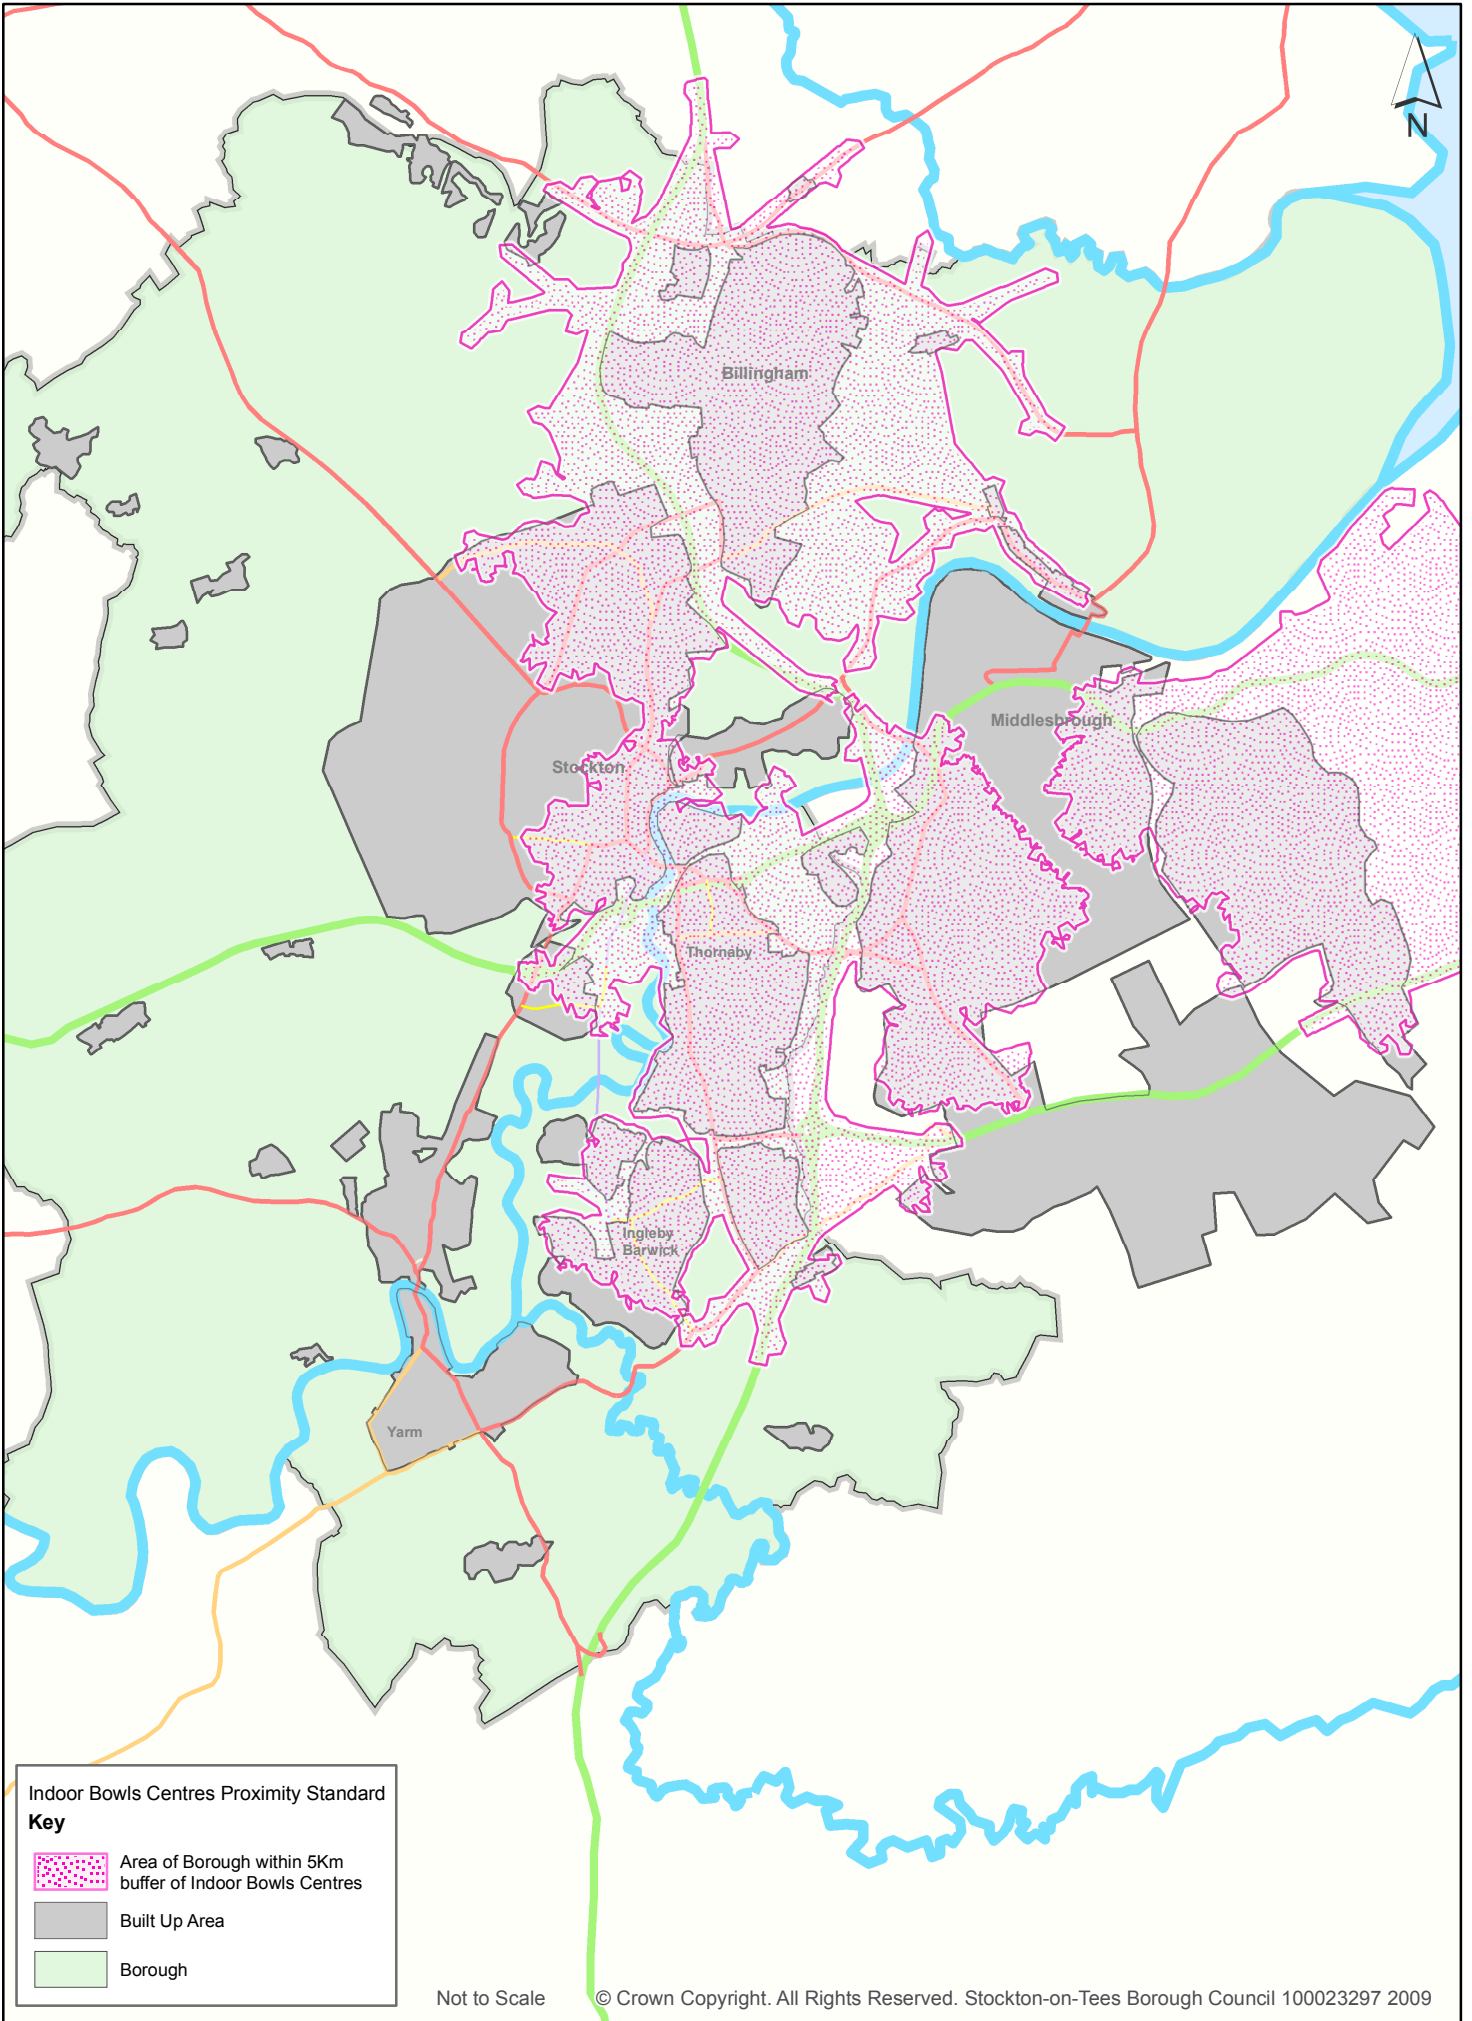 N
Billingham
Middlesbrough
Stockton
Thornaby
Ingleby
Barwick
Yarm
Indoor Bowls Centres Proximity Standard
Key
Area of Borough within 5Km
buffer of Indoor Bowls Centres
Built Up Area
Borough
Not to Scale
© Crown Copyright. All Rights Reserved. Stockton-on-Tees Borough Council 100023297 2009